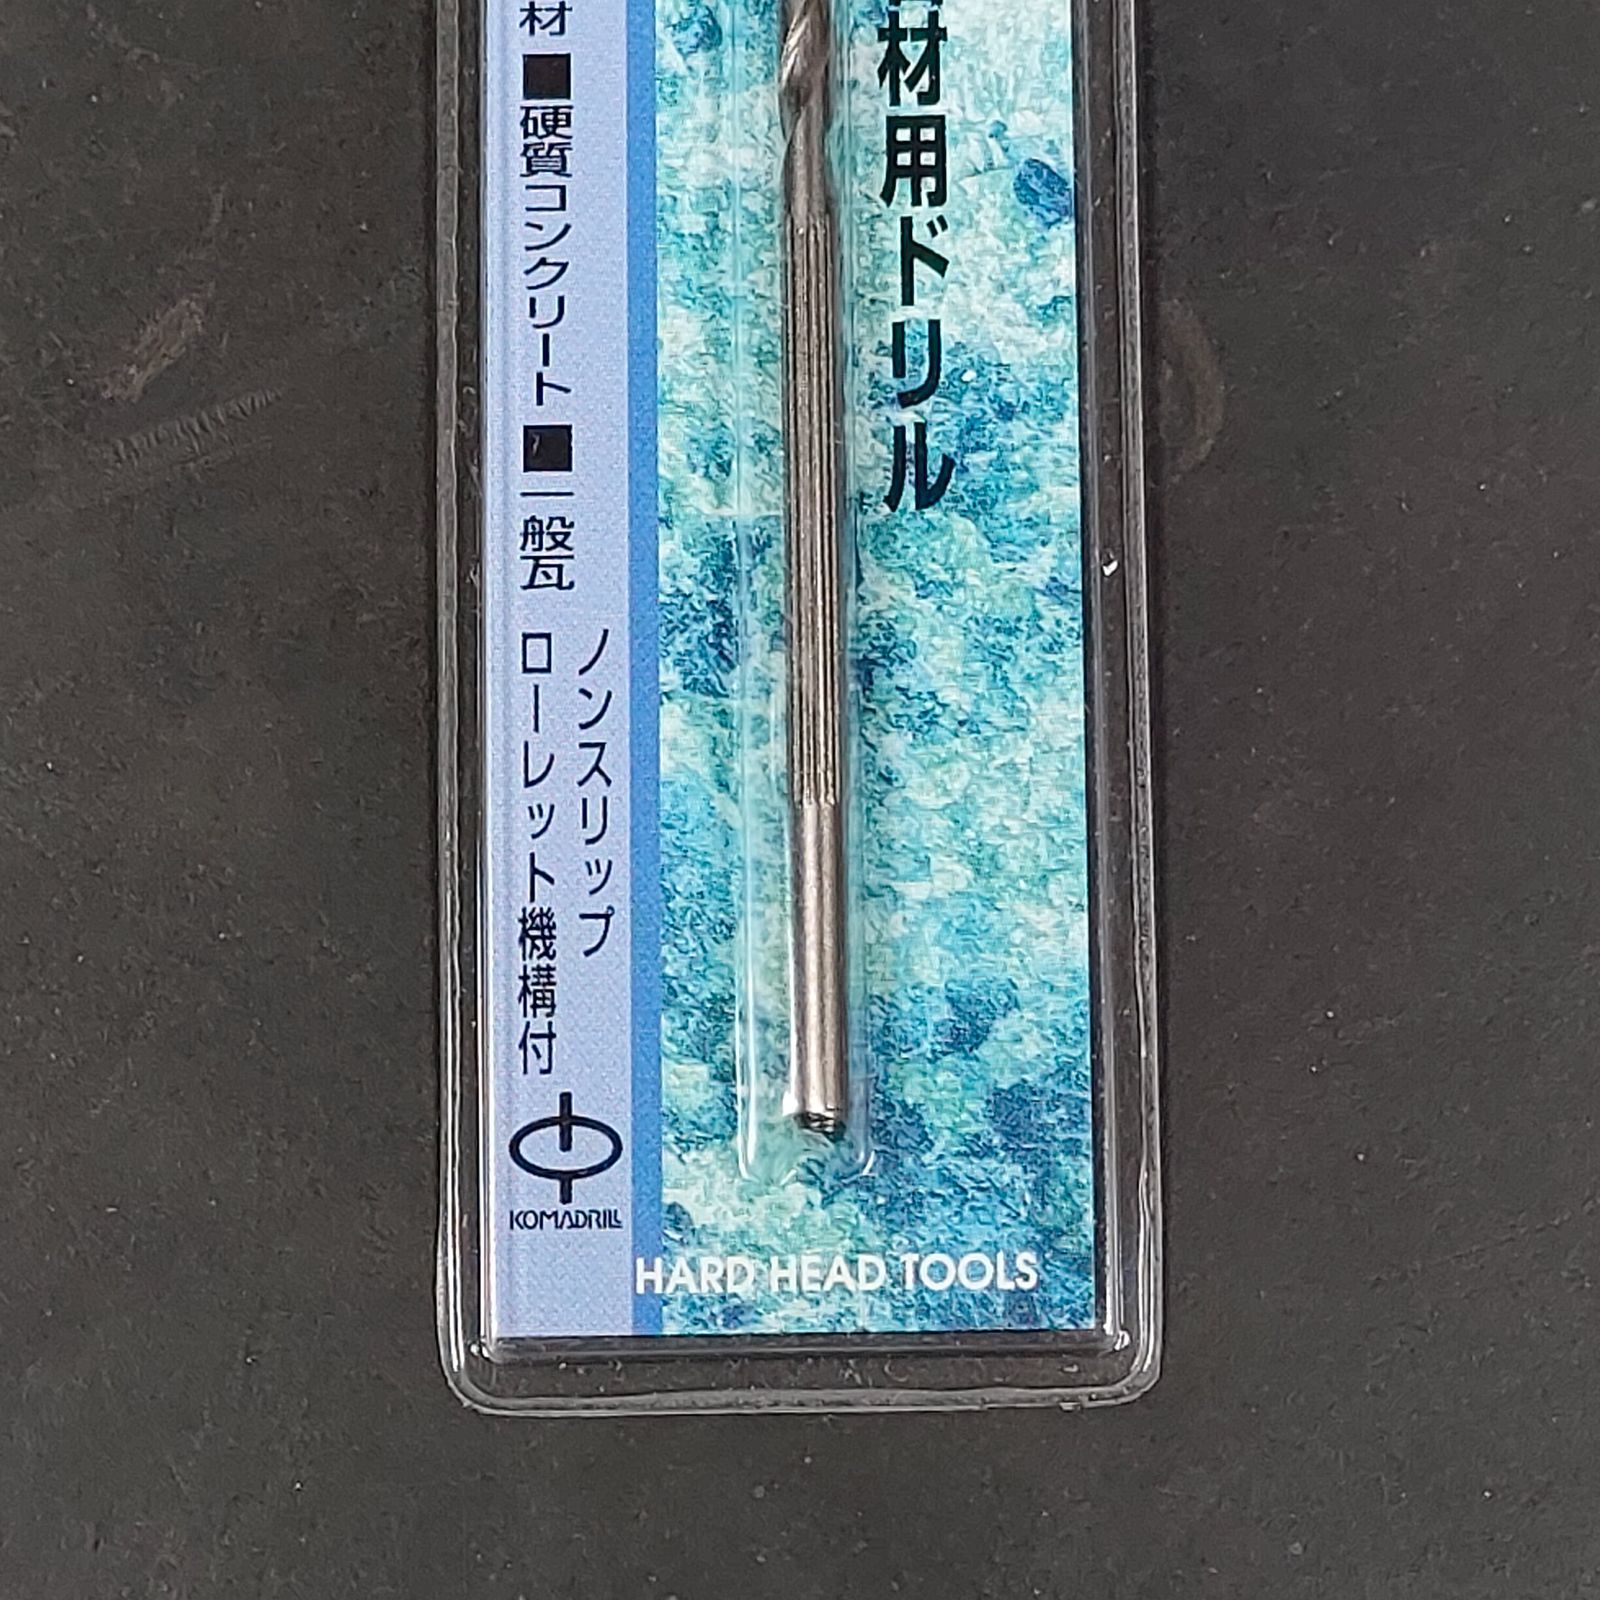 材用ドリル
材 ■硬質コンクリート ■一般瓦
ノンスリップ
ローレット機構付
KOMADRILL
HARD HEAD TOOLS